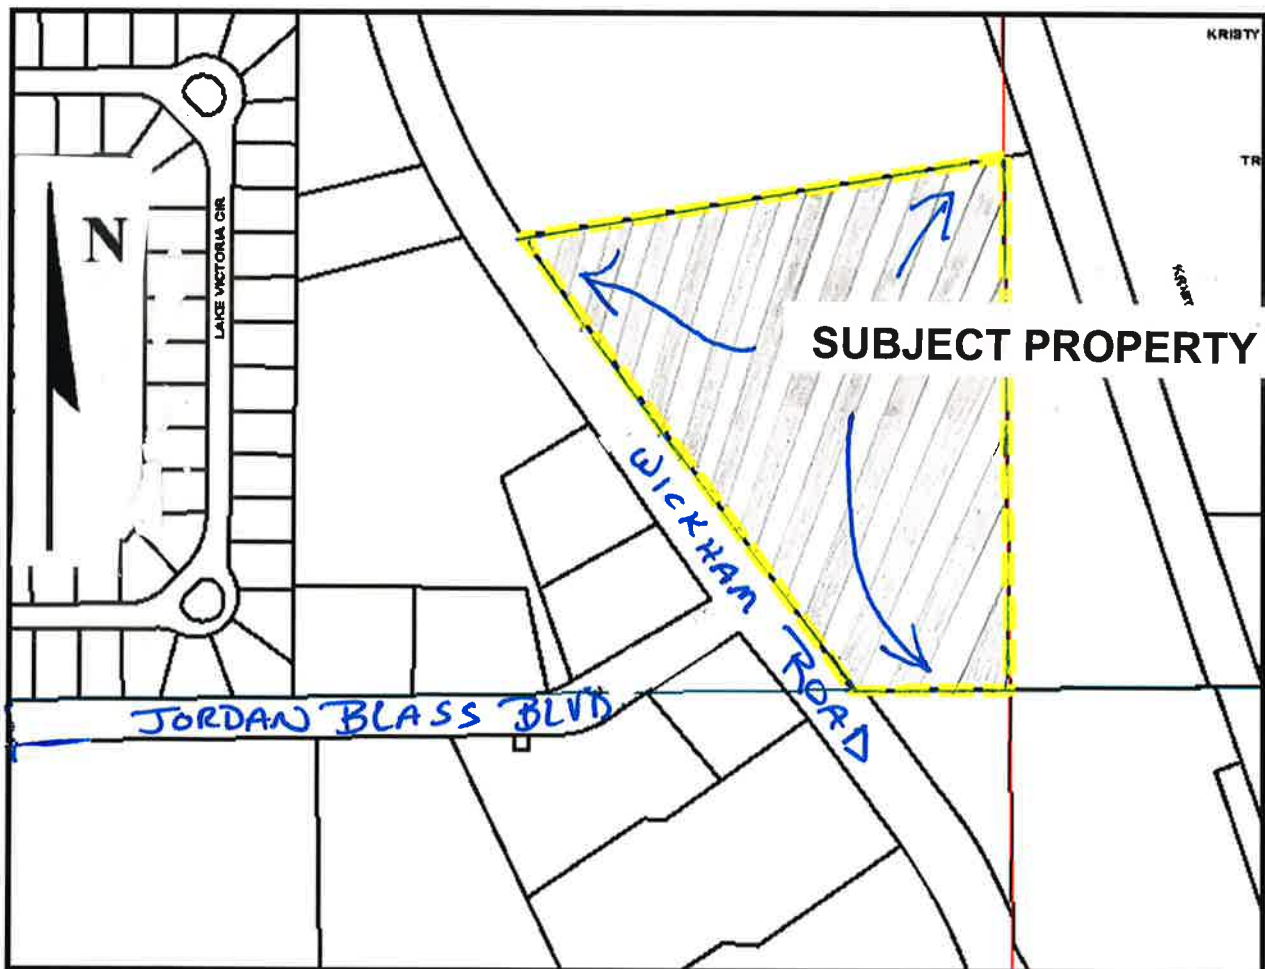 KRISTY
TR
N
LAKE VICTORIA CIR
SUBJECT PROPERTY
WICKHAM ROAD
JORDAN BLASS BLVD